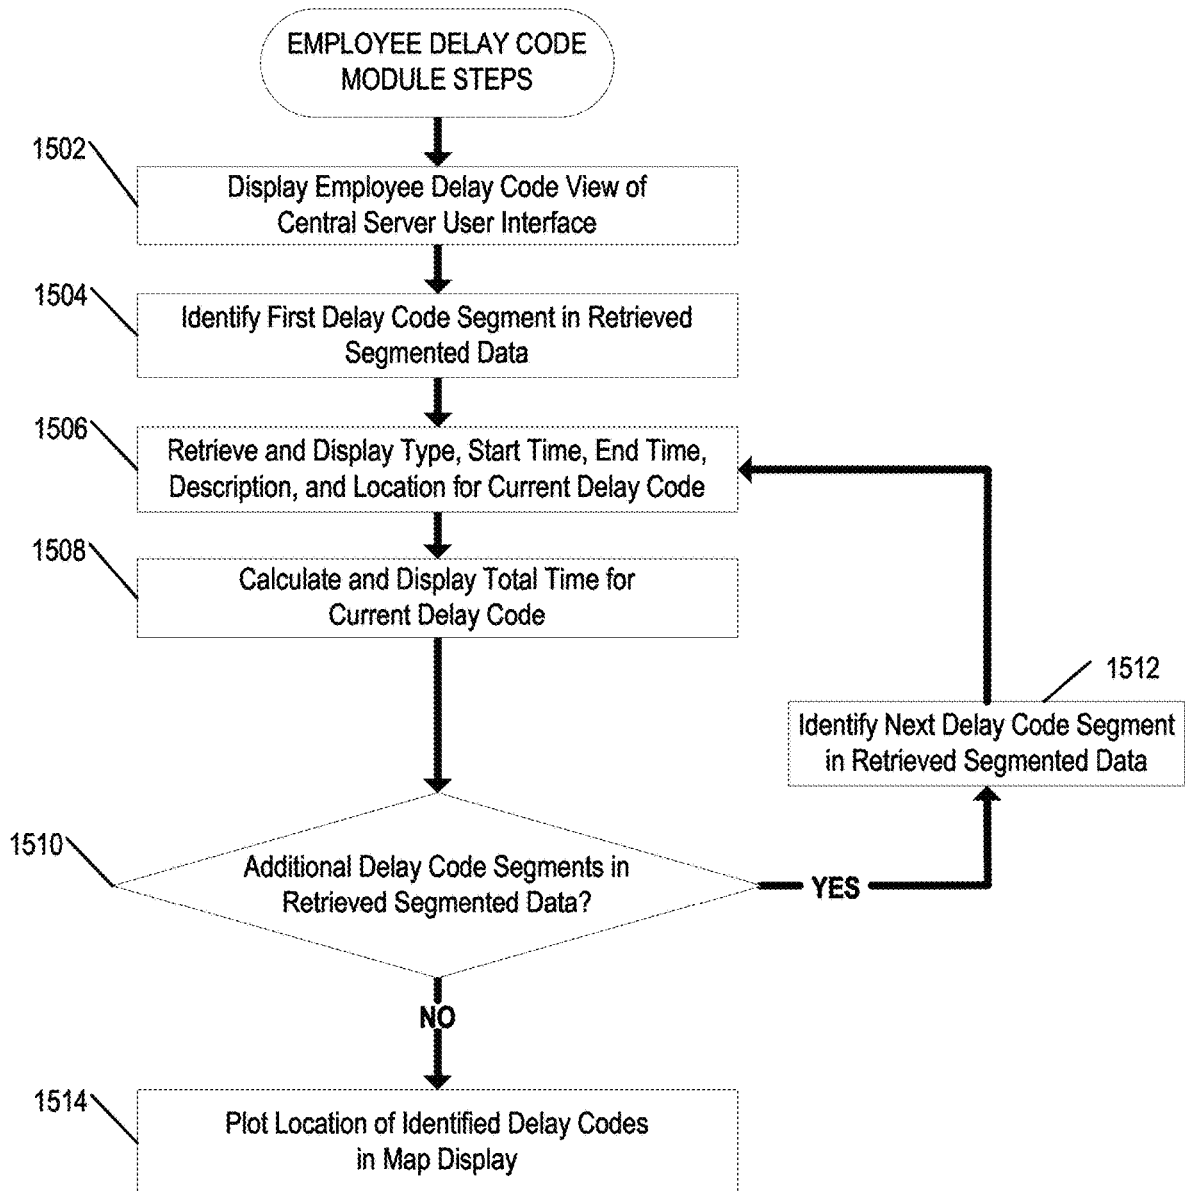 EMPLOYEE DELAY CODE
MODULE STEPS
1502
Display Employee Delay Code View of
Central Server User Interface
1504
Identify First Delay Code Segment in Retrieved
Segmented Data
1506
Retrieve and Display Type, Start Time, End Time,
Description, and Location for Current Delay Code
1508
Calculate and Display Total Time for
Current Delay Code
1512
Identify Next Delay Code Segment
in Retrieved Segmented Data
1510
Additional Delay Code Segments in
Retrieved Segmented Data?
YES
NO
1514
Plot Location of Identified Delay Codes
in Map Display